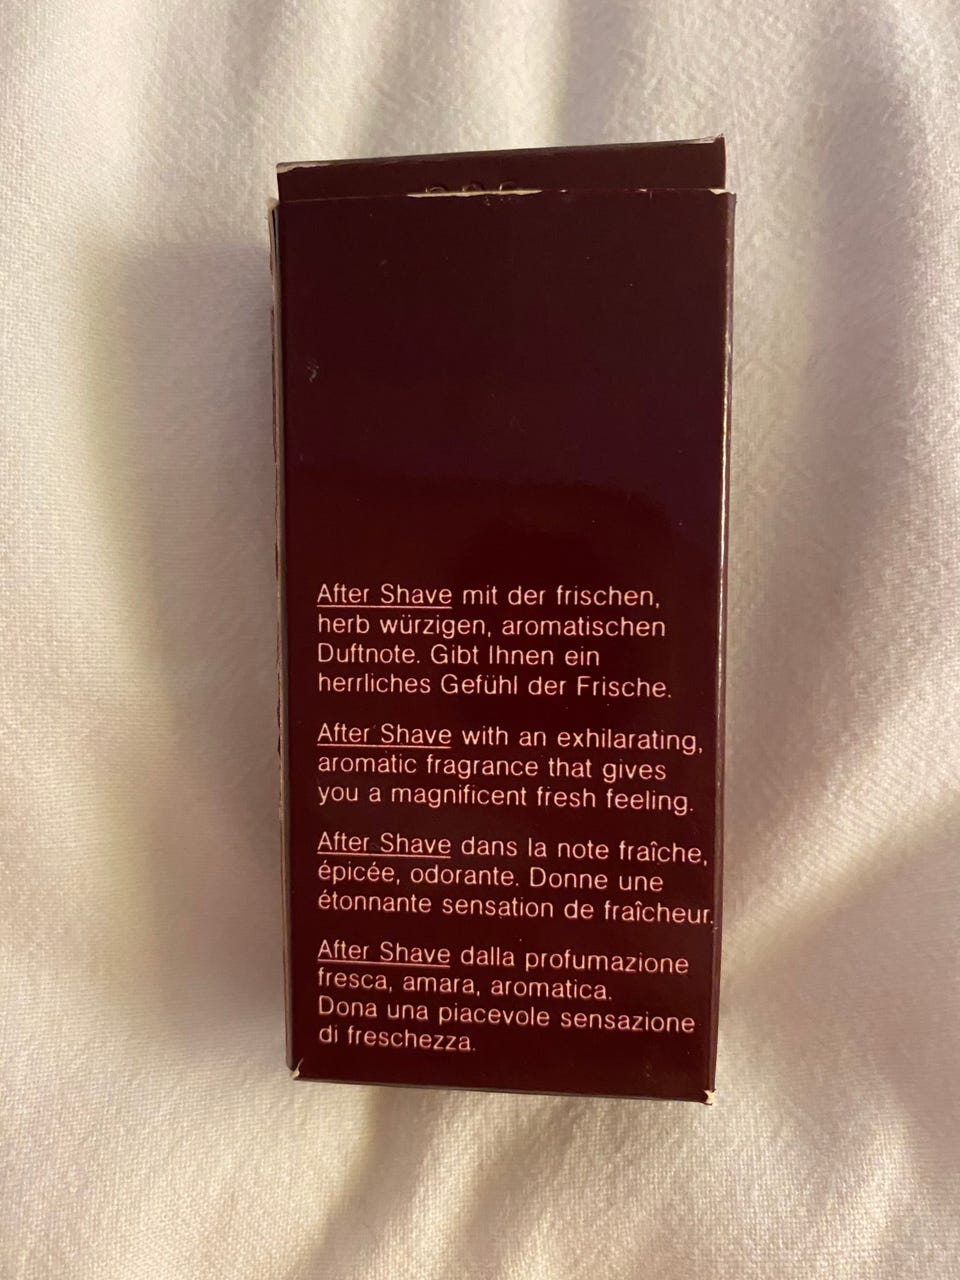 After Shave mit der frischen,
herb würzigen, aromatischen
Duftnote. Gibt Ihnen ein
herrliches Gefühl der Frische.
After Shave with an exhilarating,
aromatic fragrance that gives
you a magnificent fresh feeling.
After Shave dans la note fraîche,
épicée, odorante. Donne une
étonnante sensation de fraîcheur.
After Shave dalla profumazione
fresca, amara, aromatica.
Dona una piacevole sensazione
di freschezza.